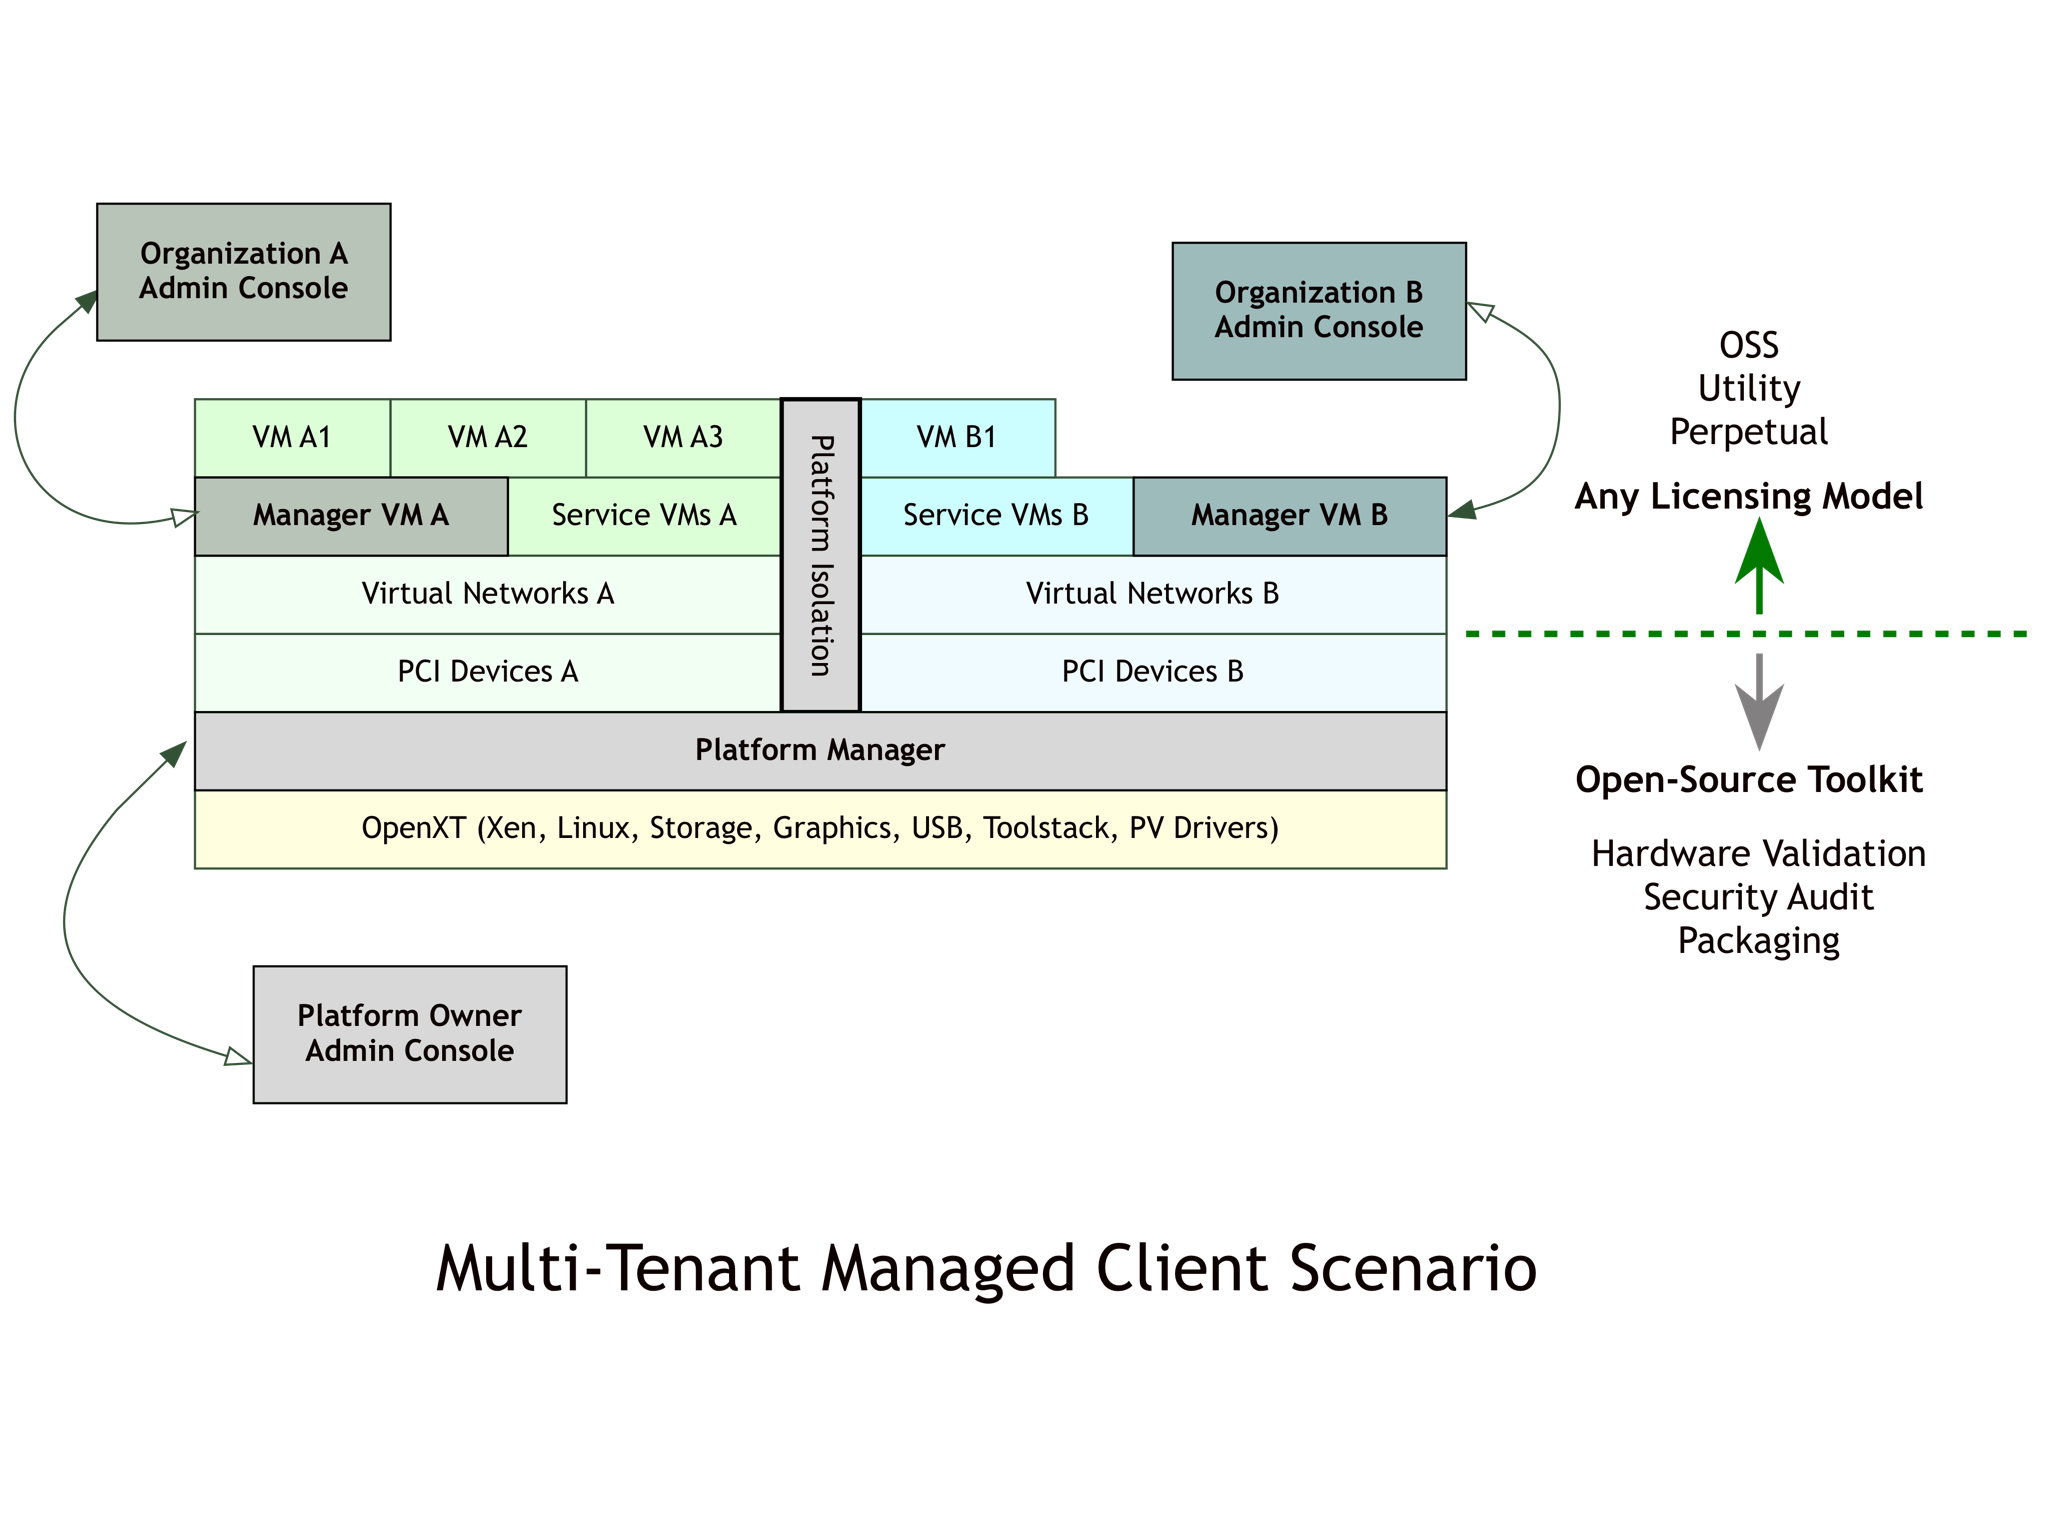 Organization A
Admin Console
Organization B
Admin Console
OSS
Utility
Perpetual
Any Licensing Model
VM A1
VM A2
VM A3
Platform Isolation
VM B1
Manager VM A
Service VMs A
Service VMs B
Manager VM B
Virtual Networks A
Virtual Networks B
PCI Devices A
PCI Devices B
Platform Manager
OpenXT (Xen, Linux, Storage, Graphics, USB, Toolstack, PV Drivers)
Open-Source Toolkit
Hardware Validation
Security Audit
Packaging
Platform Owner
Admin Console
Multi-Tenant Managed Client Scenario